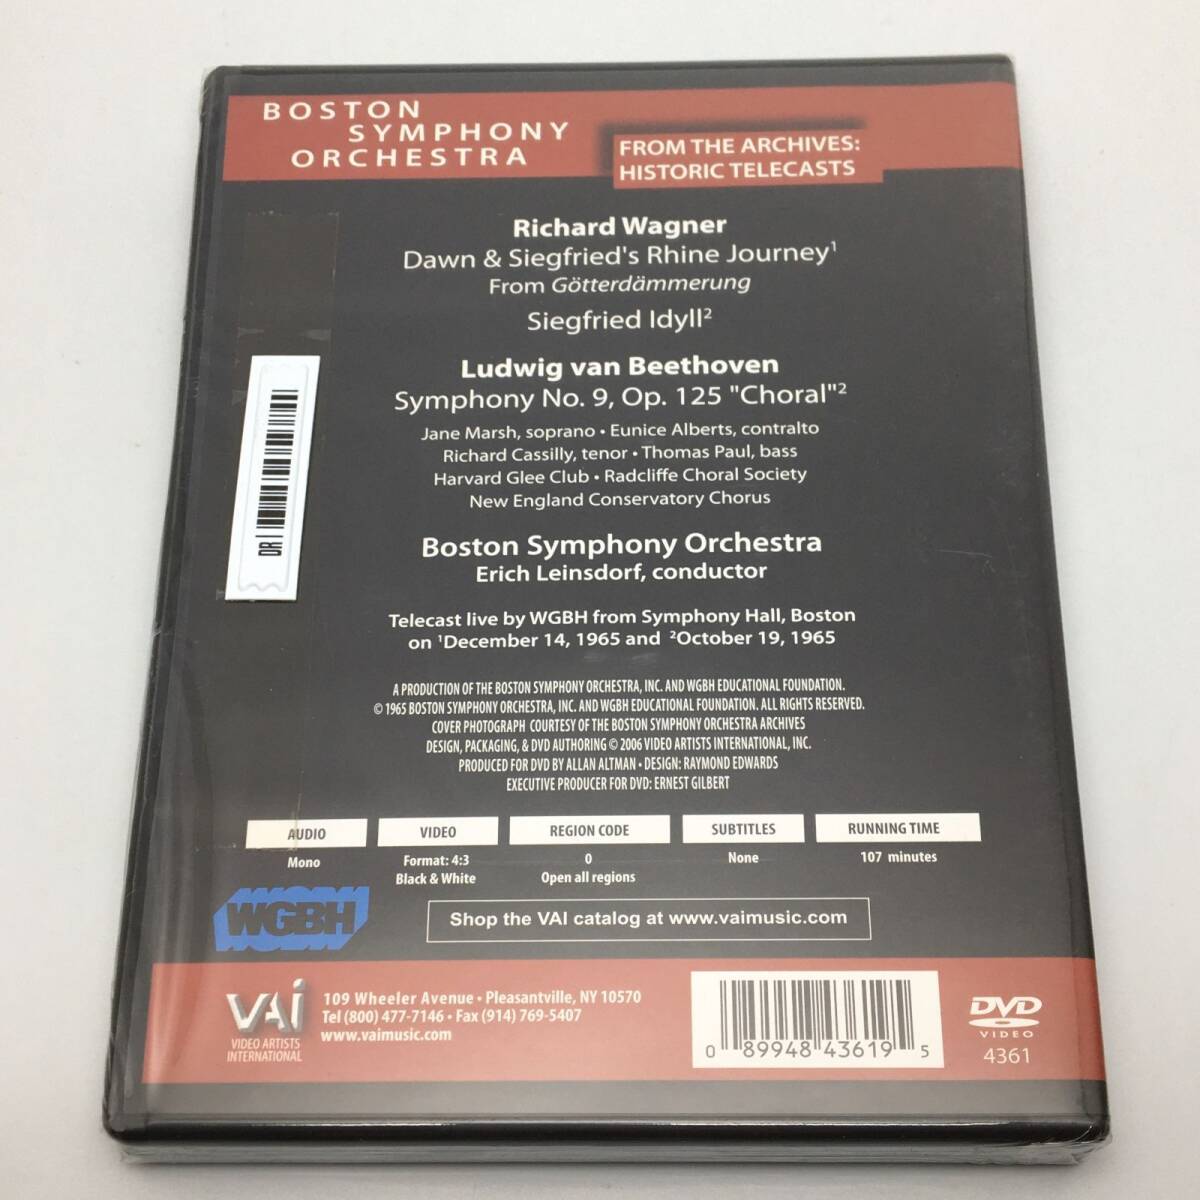 BOSTON
SYMPHONY
ORCHESTRA
FROM THE ARCHIVES:
HISTORIC TELECASTS
Richard Wagner
Dawn & Siegfried's Rhine Journey¹
From Götterdämmerung
Siegfried Idyll²
Ludwig van Beethoven
Symphony No. 9, Op. 125 "Choral"²
Jane Marsh, soprano • Eunice Alberts, contralto
Richard Cassilly, tenor • Thomas Paul, bass
Harvard Glee Club • Radcliffe Choral Society
New England Conservatory Chorus
DR
Boston Symphony Orchestra
Erich Leinsdorf, conductor
Telecast live by WGBH from Symphony Hall, Boston
on ¹December 14, 1965 and ²October 19, 1965
A PRODUCTION OF THE BOSTON SYMPHONY ORCHESTRA, INC. AND WGBH EDUCATIONAL FOUNDATION.
© 1965 BOSTON SYMPHONY ORCHESTRA, INC. AND WGBH EDUCATIONAL FOUNDATION. ALL RIGHTS RESERVED.
COVER PHOTOGRAPH COURTESY OF THE BOSTON SYMPHONY ORCHESTRA ARCHIVES
DESIGN, PACKAGING, & DVD AUTHORING © 2006 VIDEO ARTISTS INTERNATIONAL, INC.
PRODUCED FOR DVD BY ALLAN ALTMAN • DESIGN: RAYMOND EDWARDS
EXECUTIVE PRODUCER FOR DVD: ERNEST GILBERT
AUDIO VIDEO REGION CODE SUBTITLES RUNNING TIME
Mono Format: 4:3 0 None 107 minutes
Black & White Open all regions
WGBH
Shop the VAI catalog at www.vaimusic.com
VAI
VIDEO ARTISTS
INTERNATIONAL
109 Wheeler Avenue • Pleasantville, NY 10570
Tel (800) 477-7146 • Fax (914) 769-5407
www.vaimusic.com
0 89948 43619 5
DVD
VIDEO
4361